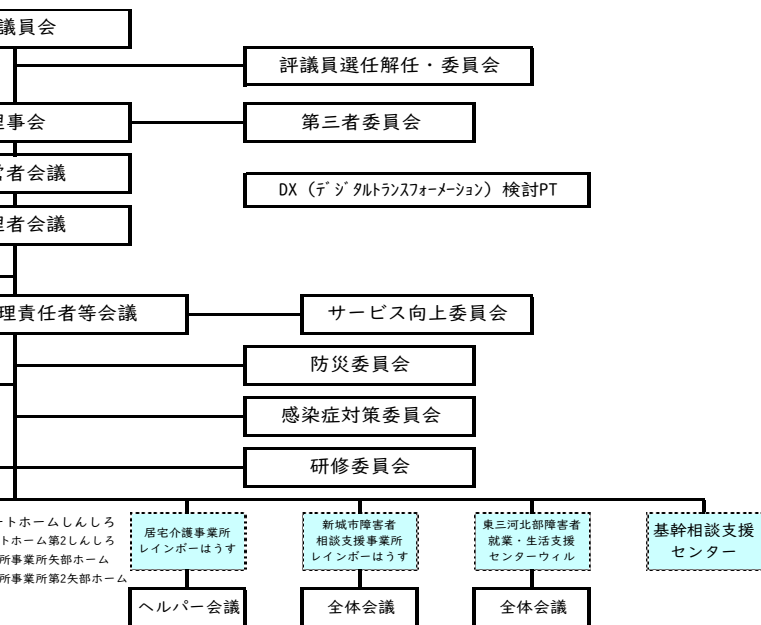 議員会
評議員選任解任・委員会
理事会
第三者委員会
営者会議
DX（ﾃﾞｼﾞﾀﾙﾄﾗﾝｽﾌｫｰﾒｰｼｮﾝ）検討PT
理者会議
理責任者等会議
サービス向上委員会
防災委員会
感染症対策委員会
研修委員会
ートホームしんしろ
ートホーム第2しんしろ
所事業所矢部ホーム
所事業所第2矢部ホーム
居宅介護事業所
レインボーはうす
新城市障害者
相談支援事業所
レインボーはうす
東三河北部障害者
就業・生活支援
センターウィル
基幹相談支援
センター
ヘルパー会議
全体会議
全体会議